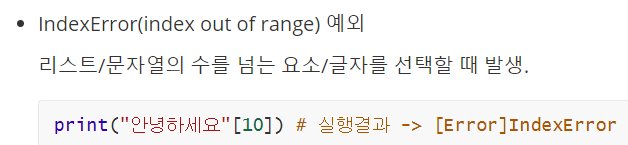 IndexError(index out of range) 예외
리스트/문자열의 수를 넘는 요소/글자를 선택할 때 발생.
print("안녕하세요"[10]) # 실행결과 -> [Error]IndexError